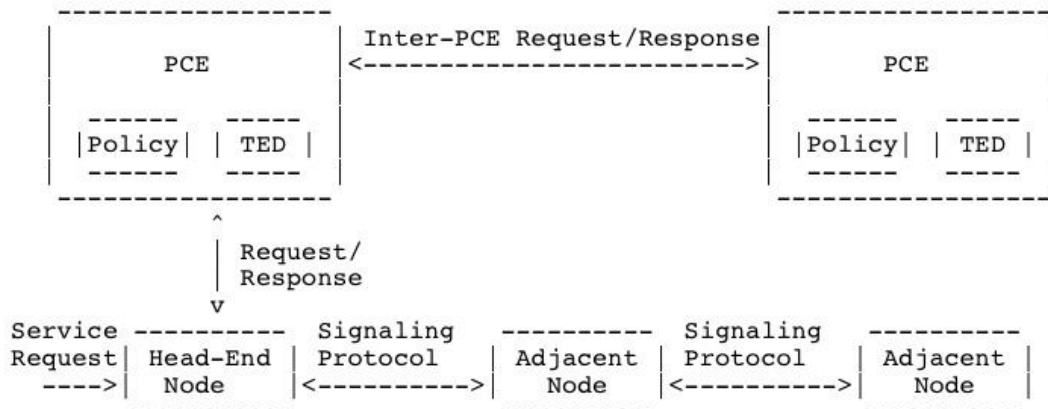 Inter-PCE Request/Response
PCE <--------------------------> PCE
Policy TED Policy TED
Request/
Response
Service Signaling Signaling
Request Head-End Protocol Adjacent Protocol Adjacent
----> Node <----------> Node <----------> Node